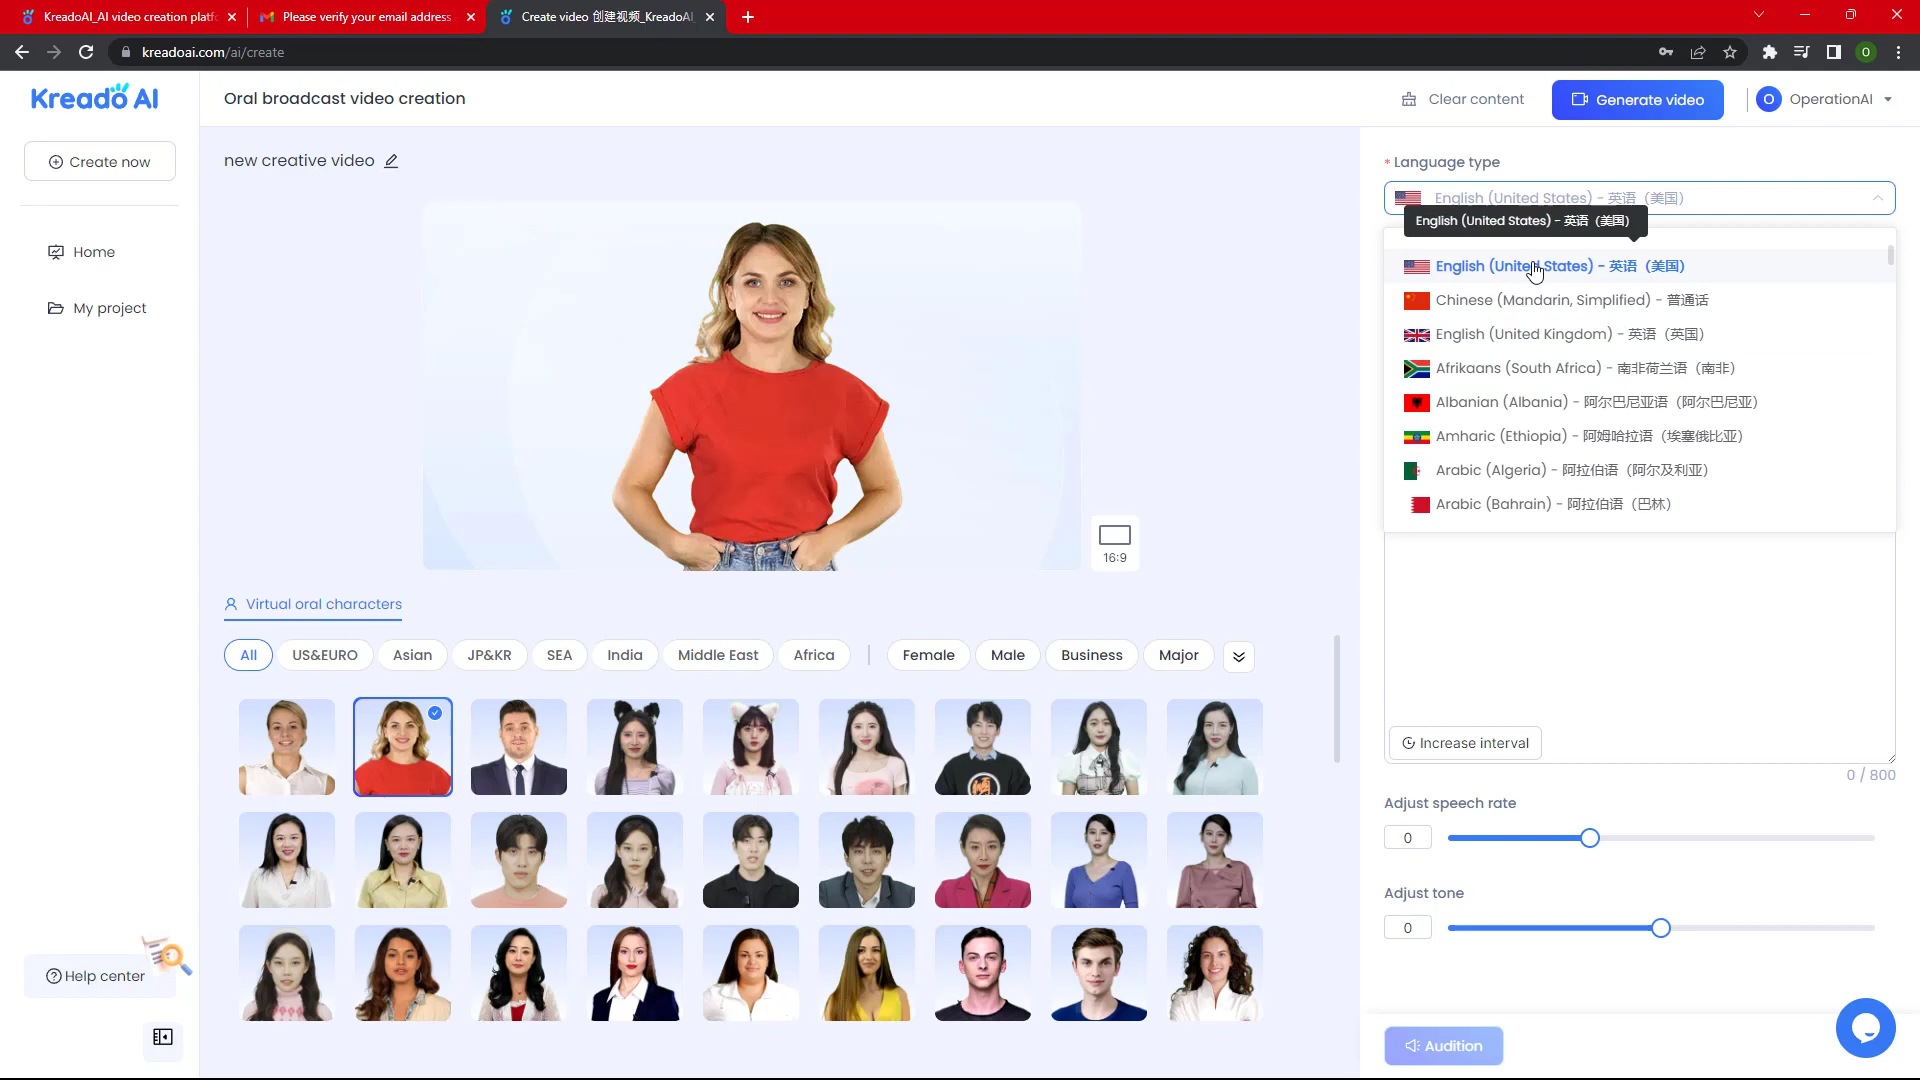 KreadoAI_AI video creation platf
Please verify your email address
Create video 创建视频_KreadoAI_
kreadoai.com/ai/create
O
Kreado AI
Oral broadcast video creation
Clear content
Generate video
O
OperationAI
Create now
Home
My project
Help center
new creative video
16:9
Virtual oral characters
All
US&EURO
Asian
JP&KR
SEA
India
Middle East
Africa
Female
Male
Business
Major
* Language type
English (United States) - 英语（美国）
English (United States) - 英语（美国）
English (United States) - 英语（美国）
Chinese (Mandarin, Simplified) - 普通话
English (United Kingdom) - 英语（英国）
Afrikaans (South Africa) - 南非荷兰语（南非）
Albanian (Albania) - 阿尔巴尼亚语（阿尔巴尼亚）
Amharic (Ethiopia) - 阿姆哈拉语（埃塞俄比亚）
Arabic (Algeria) - 阿拉伯语（阿尔及利亚）
Arabic (Bahrain) - 阿拉伯语（巴林）
Increase interval
0 / 800
Adjust speech rate
0
Adjust tone
0
Audition